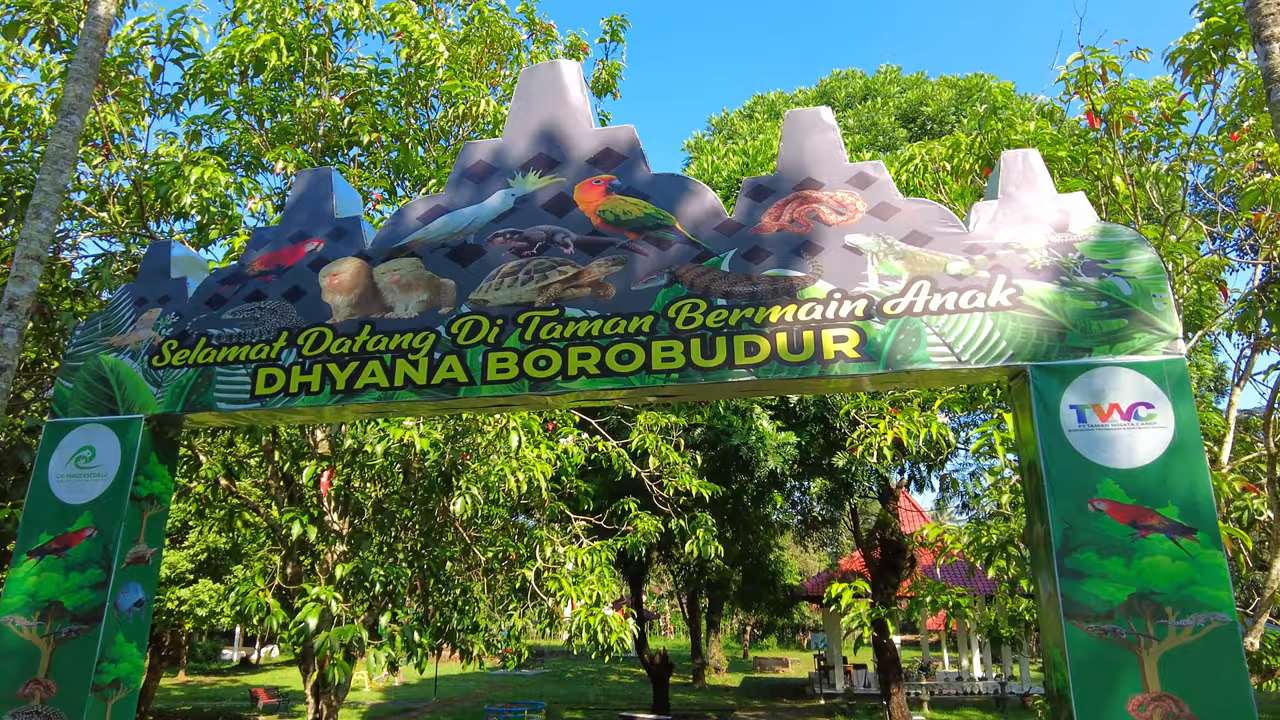 Selamat Datang Di Taman Bermain Anak
DHYANA BOROBUDUR
TWC
PT TAMAN WISATA CANDI